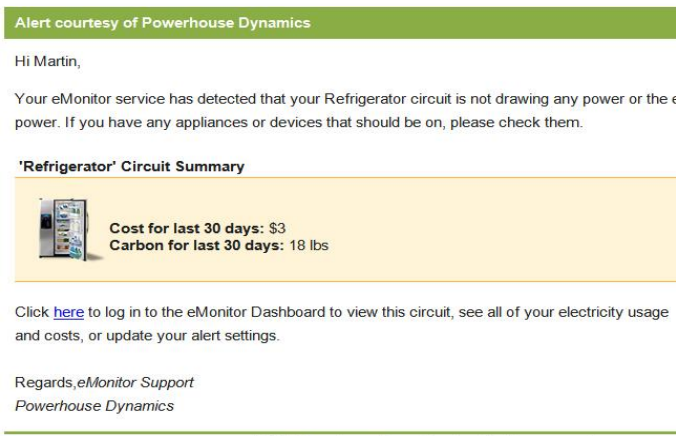 Alert courtesy of Powerhouse Dynamics
Hi Martin,
Your eMonitor service has detected that your Refrigerator circuit is not drawing any power or the
power. If you have any appliances or devices that should be on, please check them.
'Refrigerator' Circuit Summary
Cost for last 30 days: $3
Carbon for last 30 days: 18 lbs
Click here to log in to the eMonitor Dashboard to view this circuit, see all of your electricity usage
and costs, or update your alert settings.
Regards,eMonitor Support
Powerhouse Dynamics